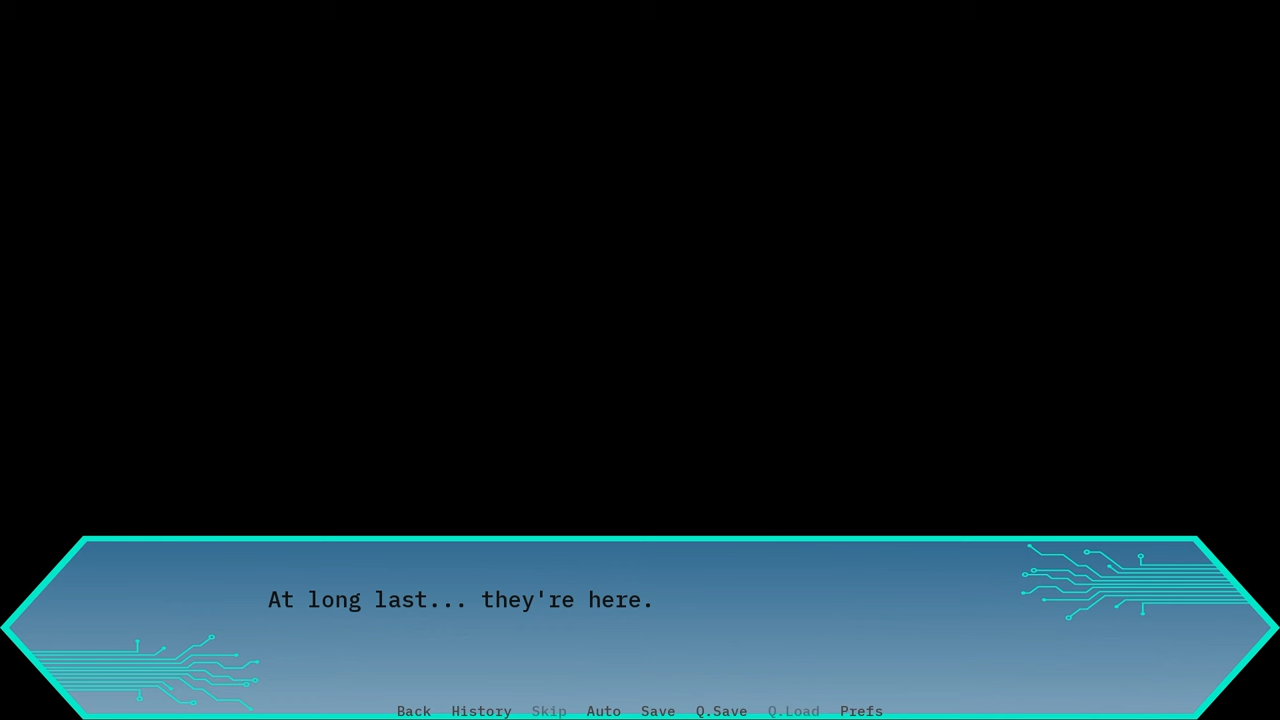 At long last... they're here.
Back History Skip Auto Save Q.Save Q.Load Prefs